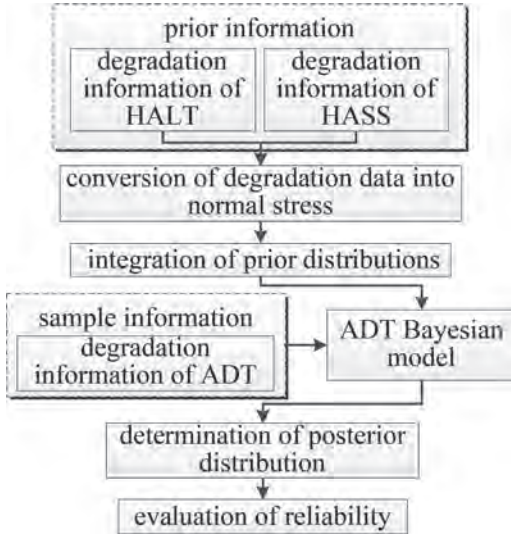 prior information
degradation
information of
HALT
degradation
information of
HASS
conversion of degradation data into
normal stress
integration of prior distributions
sample information
degradation
information of ADT
ADT Bayesian
model
determination of posterior
distribution
evaluation of reliability